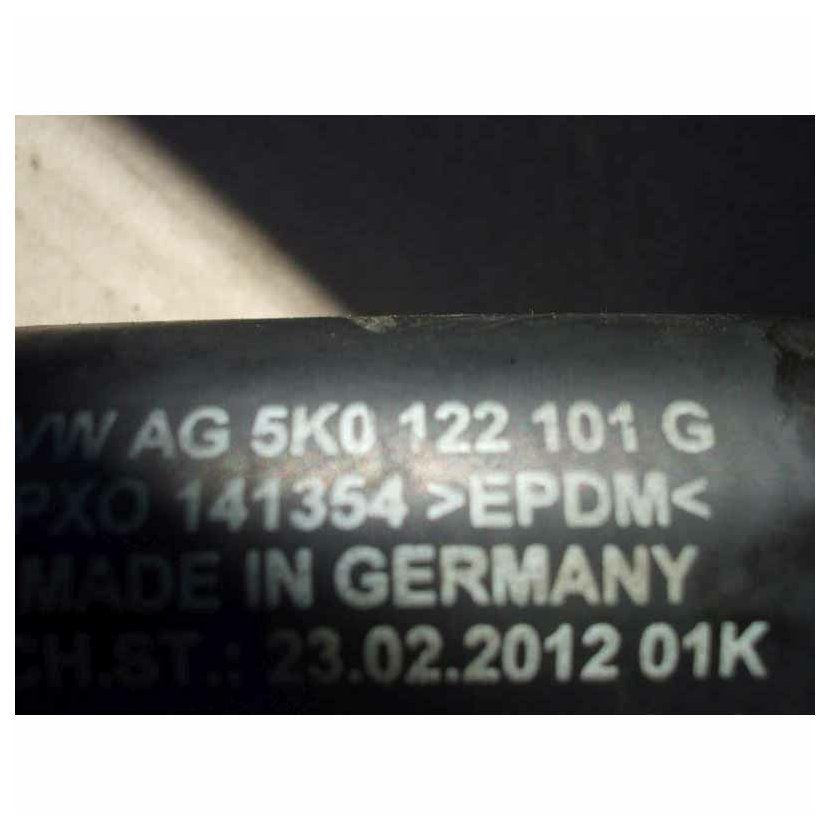 VW AG 5K0 122 101 G
PXO 141354 >EPDM<
MADE IN GERMANY
CH.ST.: 23.02.2012 01K